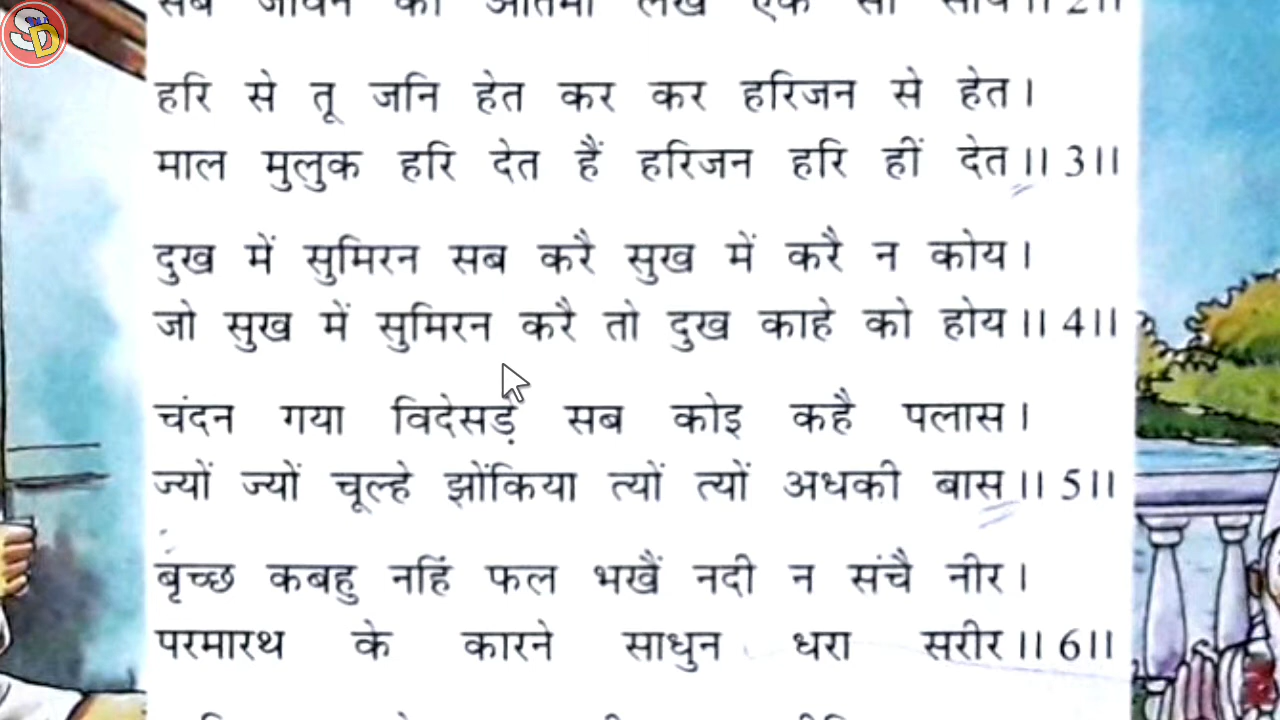 हरि से तू जनि हेत कर कर हरिजन से हेत।
माल मुलुक हरि देत हैं हरिजन हरि हीं देत।। 3।।
दुख में सुमिरन सब करै सुख में करै न कोय।
जो सुख में सुमिरन करै तो दुख काहे को होय।। 4।।
चंदन गया विदेसड़े सब कोइ कहै पलास।
ज्यों ज्यों चूल्हे झोंकिया त्यों त्यों अधकी बास।। 5।।
बृच्छ कबहु नहिं फल भखैं नदी न संचै नीर।
परमारथ के कारने साधुन धरा सरीर।। 6।।